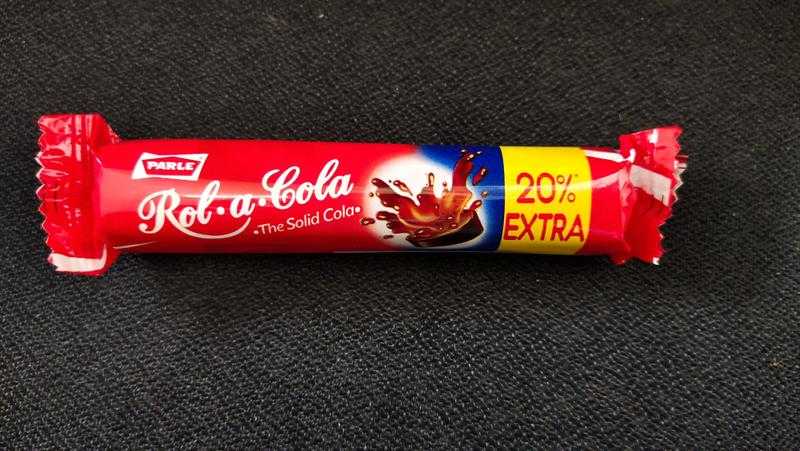 PARLE
Rol·a·Cola
•The Solid Cola•
20%*
EXTRA